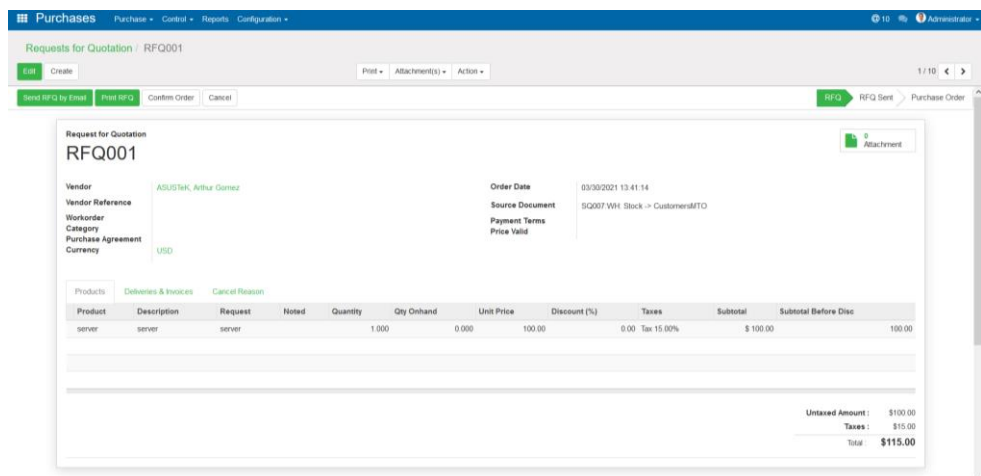 Purchases Purchase Control Reports Configuration @ 10 Administrator
Requests for Quotation / RFQ001
Edit Create Print Attachment(s) Action 1 / 10
Send RFQ by Email Print RFQ Confirm Order Cancel RFQ RFQ Sent Purchase Order
Request for Quotation
RFQ001
0
Attachment
Vendor ASUSTeK, Arthur Gomez Order Date 03/30/2021 13:41:14
Vendor Reference Source Document SQ007:WH: Stock -> CustomersMTO
Workorder Payment Terms
Category Price Valid
Purchase Agreement
Currency USD
Products Deliveries & Invoices Cancel Reason
Product Description Request Noted Quantity Qty Onhand Unit Price Discount (%) Taxes Subtotal Subtotal Before Disc
server server server 1.000 0.000 100.00 0.00 Tax 15.00% $ 100.00 100.00
Untaxed Amount : $100.00
Taxes : $15.00
Total : $115.00